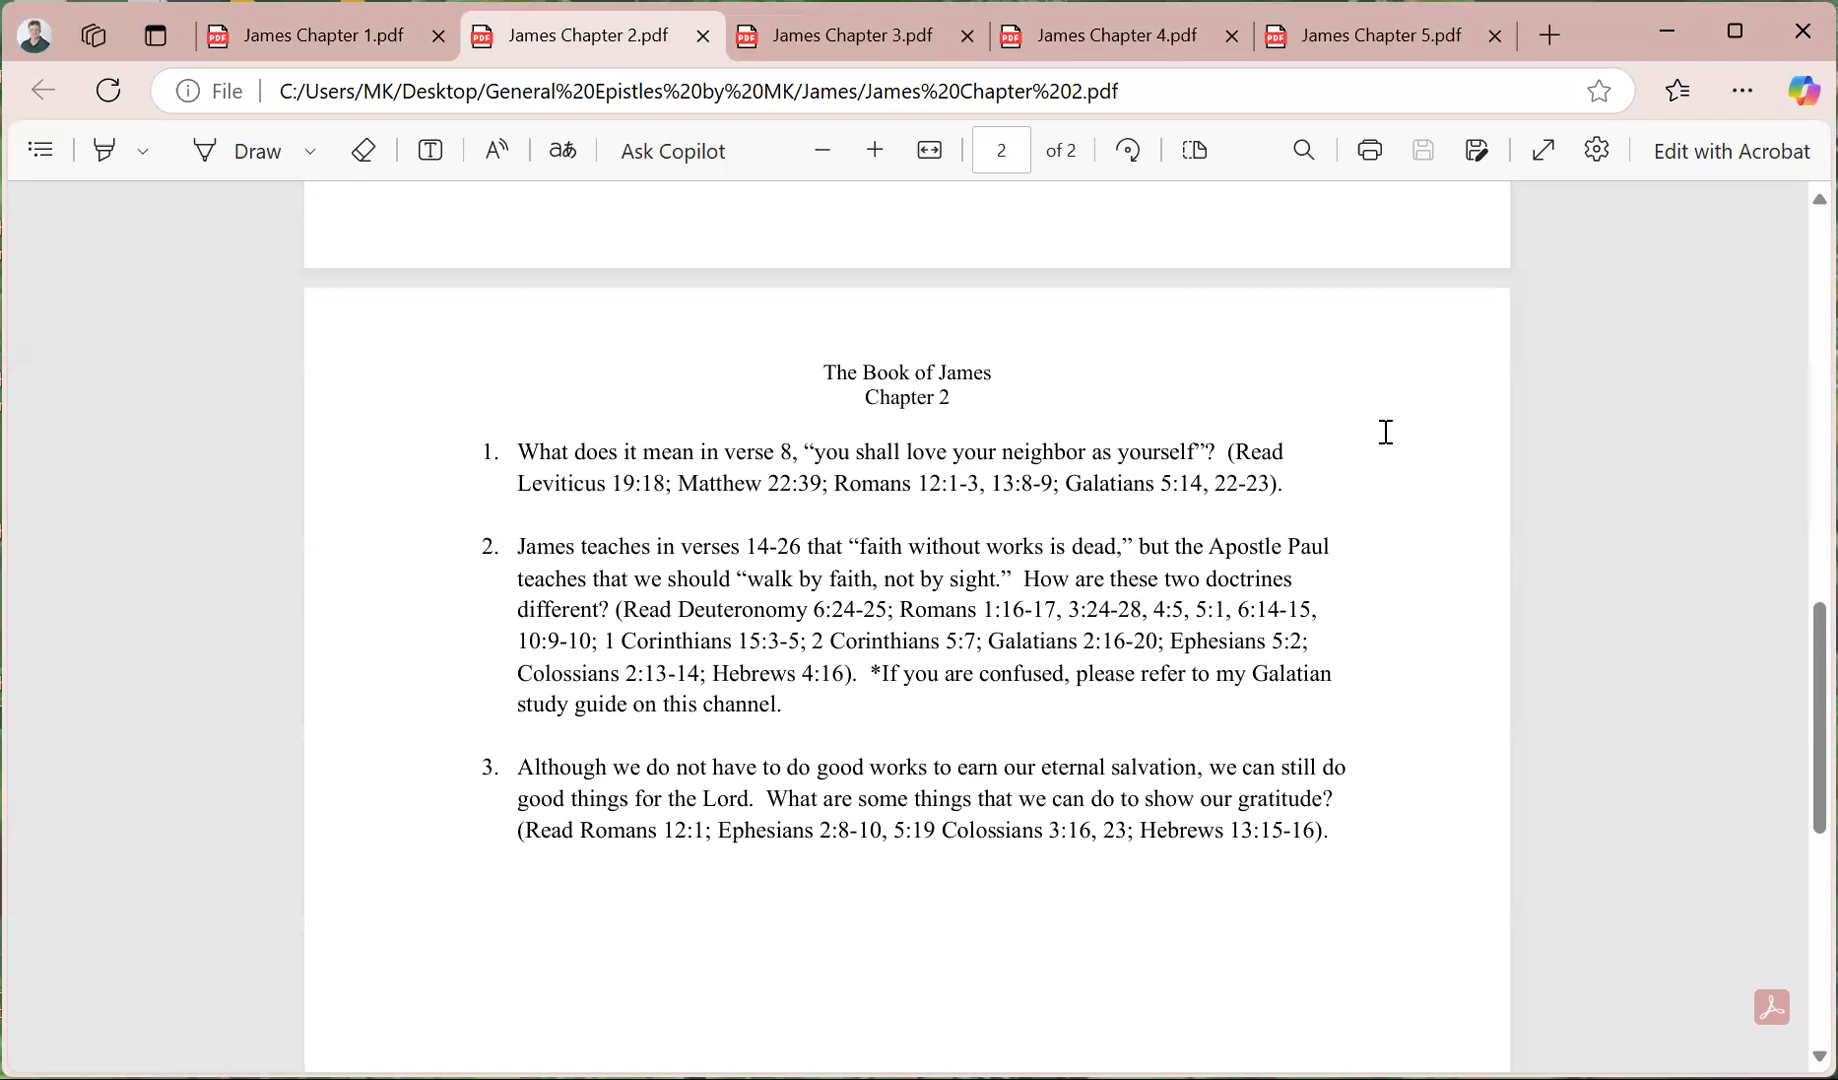 James Chapter 1.pdf
James Chapter 2.pdf
James Chapter 3.pdf
James Chapter 4.pdf
James Chapter 5.pdf
File
C:/Users/MK/Desktop/General%20Epistles%20by%20MK/James/James%20Chapter%202.pdf
Draw
Ask Copilot
2
of 2
Edit with Acrobat
The Book of James
Chapter 2
1. What does it mean in verse 8, “you shall love your neighbor as yourself”? (Read
Leviticus 19:18; Matthew 22:39; Romans 12:1-3, 13:8-9; Galatians 5:14, 22-23).
2. James teaches in verses 14-26 that “faith without works is dead,” but the Apostle Paul
teaches that we should “walk by faith, not by sight.” How are these two doctrines
different? (Read Deuteronomy 6:24-25; Romans 1:16-17, 3:24-28, 4:5, 5:1, 6:14-15,
10:9-10; 1 Corinthians 15:3-5; 2 Corinthians 5:7; Galatians 2:16-20; Ephesians 5:2;
Colossians 2:13-14; Hebrews 4:16). *If you are confused, please refer to my Galatian
study guide on this channel.
3. Although we do not have to do good works to earn our eternal salvation, we can still do
good things for the Lord. What are some things that we can do to show our gratitude?
(Read Romans 12:1; Ephesians 2:8-10, 5:19 Colossians 3:16, 23; Hebrews 13:15-16).